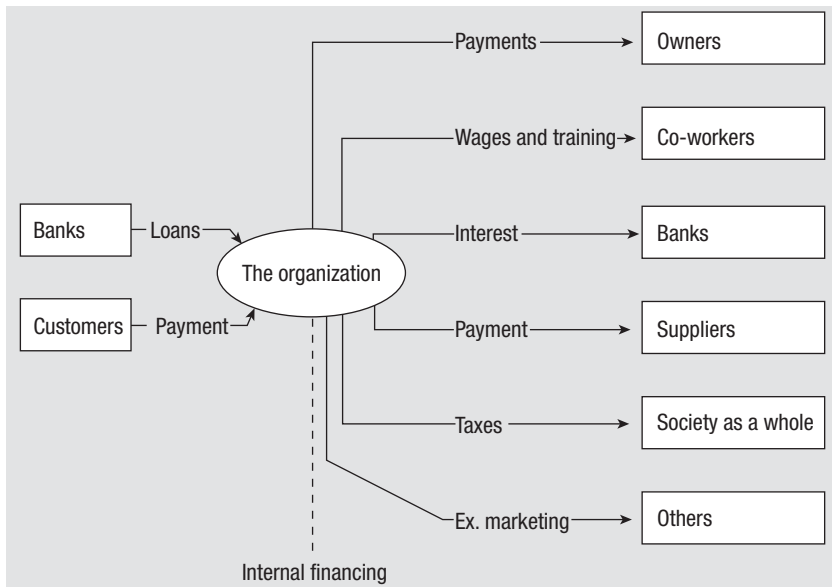 Payments
Owners
Wages and training
Co-workers
Banks
Loans
Interest
Banks
The organization
Customers
Payment
Payment
Suppliers
Taxes
Society as a whole
Ex. marketing
Others
Internal financing